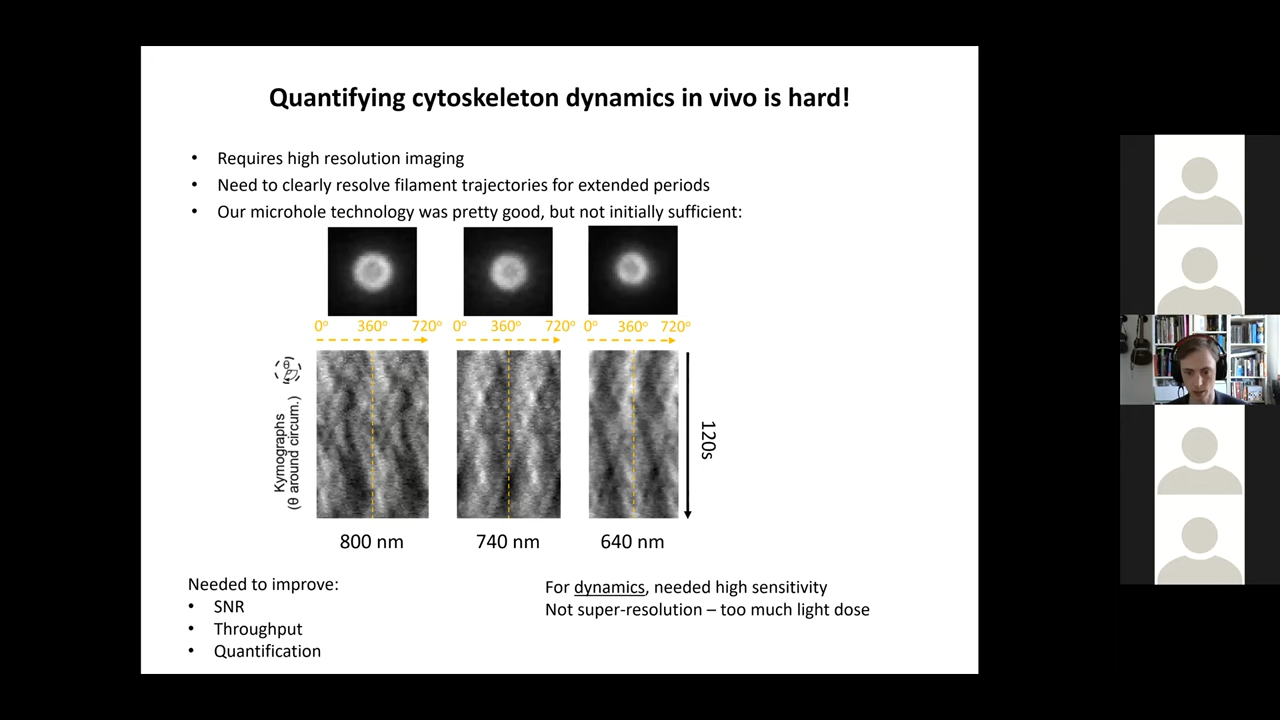 Quantifying cytoskeleton dynamics in vivo is hard!
• Requires high resolution imaging
• Need to clearly resolve filament trajectories for extended periods
• Our microhole technology was pretty good, but not initially sufficient:
0° 360° 720° 0° 360° 720° 0° 360° 720°
θ
Kymographs
(θ around circum.)
120s
800 nm 740 nm 640 nm
Needed to improve:
• SNR
• Throughput
• Quantification
For dynamics, needed high sensitivity
Not super-resolution – too much light dose